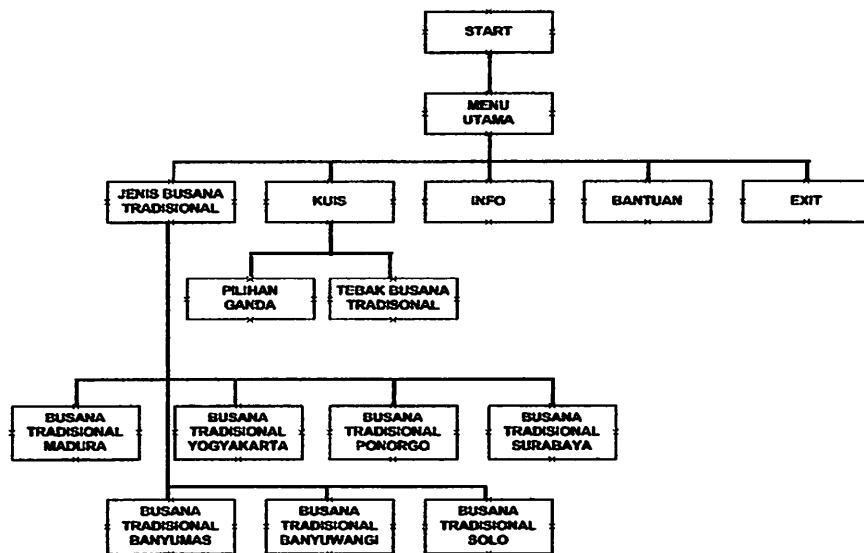 START
MENU
UTAMA
JENIS BUSANA
TRADISIONAL
KUIS
INFO
BANTUAN
EXIT
PILIHAN
GANDA
TEBAK BUSANA
TRADISONAL
BUSANA
TRADISIONAL
MADURA
BUSANA
TRADISIONAL
YOGYAKARTA
BUSANA
TRADISIONAL
PONORGO
BUSANA
TRADISIONAL
SURABAYA
BUSANA
TRADISIONAL
BANYUMAS
BUSANA
TRADISIONAL
BANYUWANGI
BUSANA
TRADISIONAL
SOLO